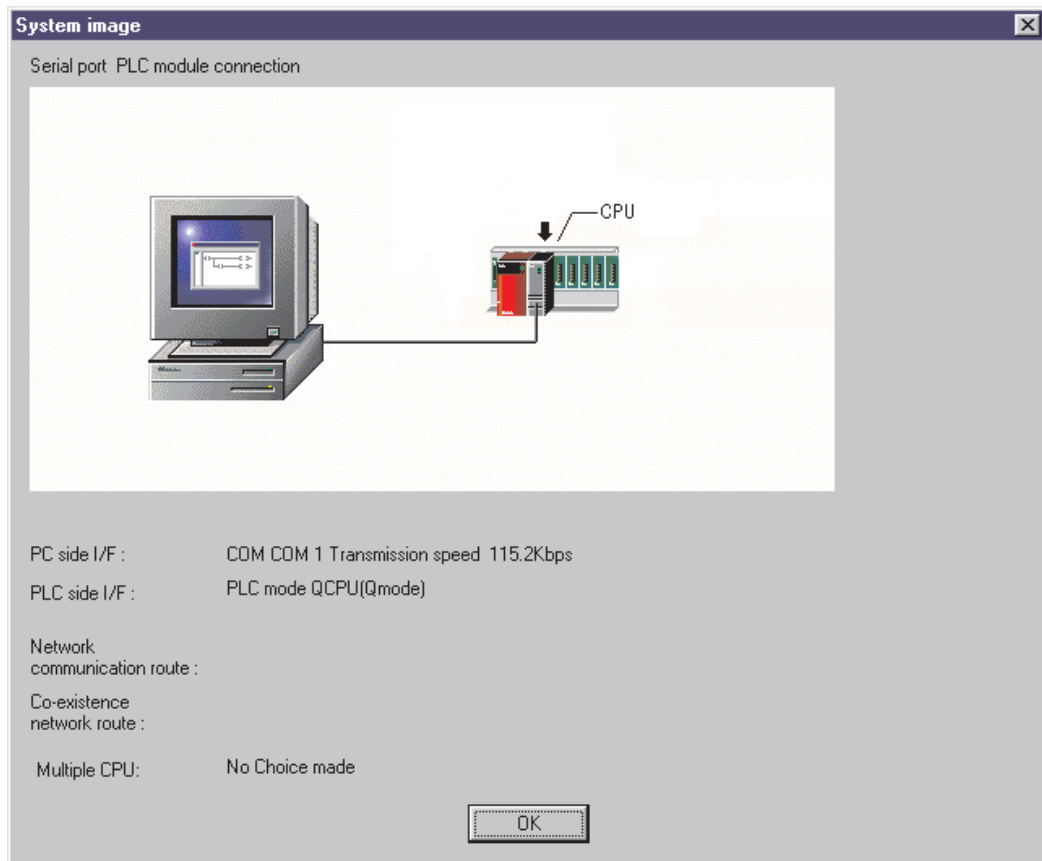 System image
Serial port PLC module connection
CPU
PC side I/F : COM COM 1 Transmission speed 115.2Kbps
PLC side I/F : PLC mode QCPU(Qmode)
Network
communication route :
Co-existence
network route :
Multiple CPU: No Choice made
OK